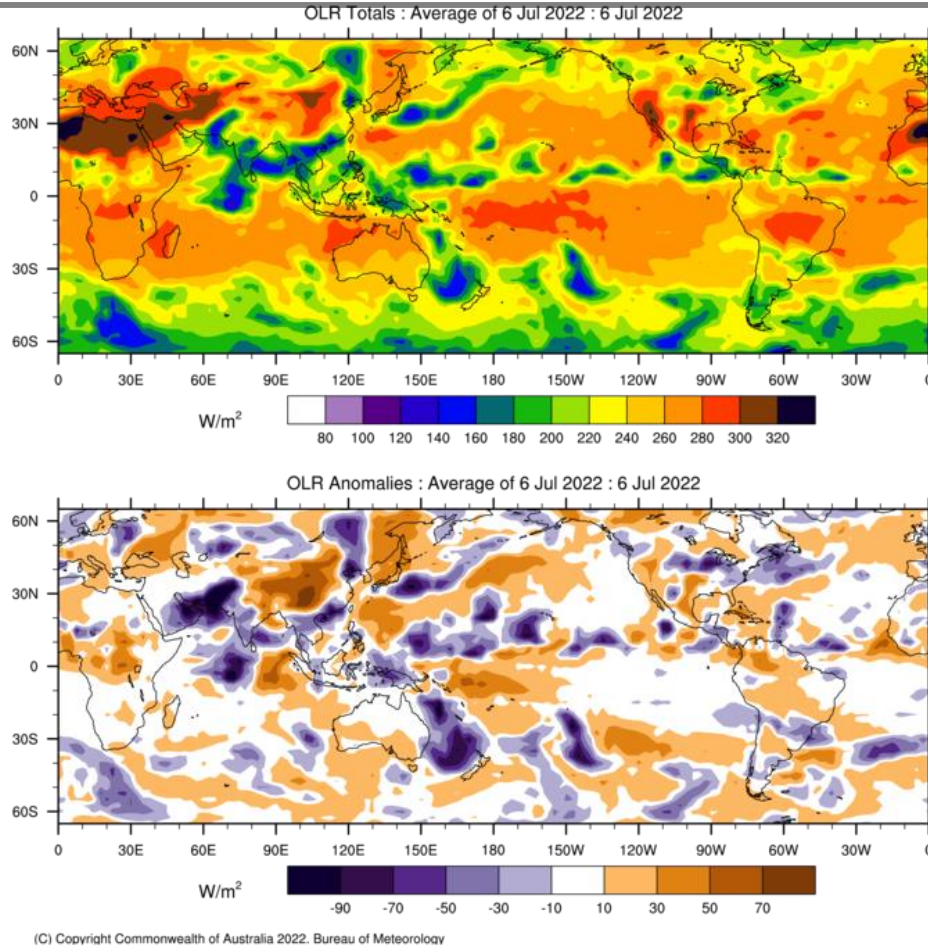 OLR Totals : Average of 6 Jul 2022 : 6 Jul 2022
60N
30N
0
30S
60S
0 30E 60E 90E 120E 150E 180 150W 120W 90W 60W 30W 0
W/m²
80 100 120 140 160 180 200 220 240 260 280 300 320
OLR Anomalies : Average of 6 Jul 2022 : 6 Jul 2022
60N
30N
0
30S
60S
0 30E 60E 90E 120E 150E 180 150W 120W 90W 60W 30W 0
W/m²
-90 -70 -50 -30 -10 10 30 50 70
(C) Copyright Commonwealth of Australia 2022. Bureau of Meteorology